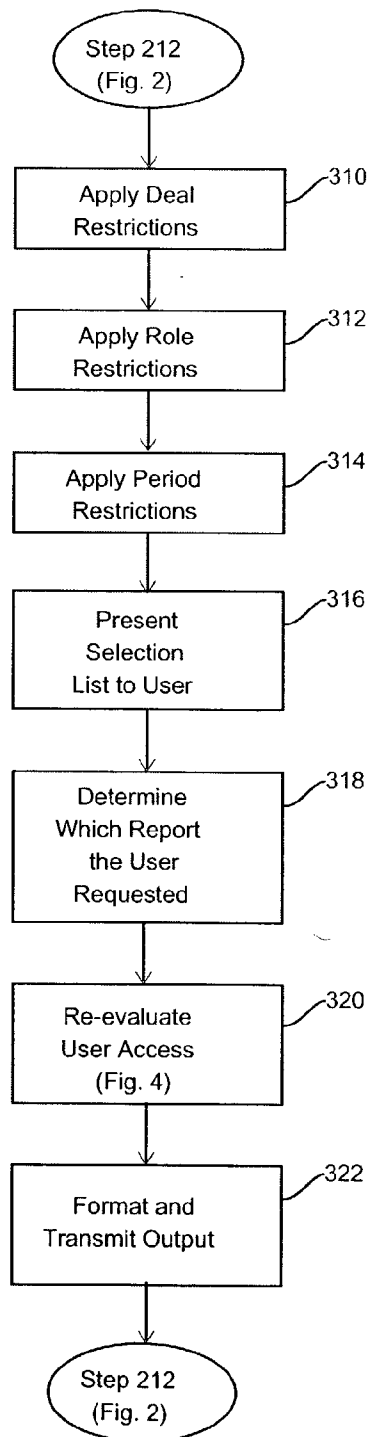 Step 212
(Fig. 2)
310
Apply Deal
Restrictions
312
Apply Role
Restrictions
314
Apply Period
Restrictions
316
Present
Selection
List to User
318
Determine
Which Report
the User
Requested
320
Re-evaluate
User Access
(Fig. 4)
322
Format and
Transmit Output
Step 212
(Fig. 2)